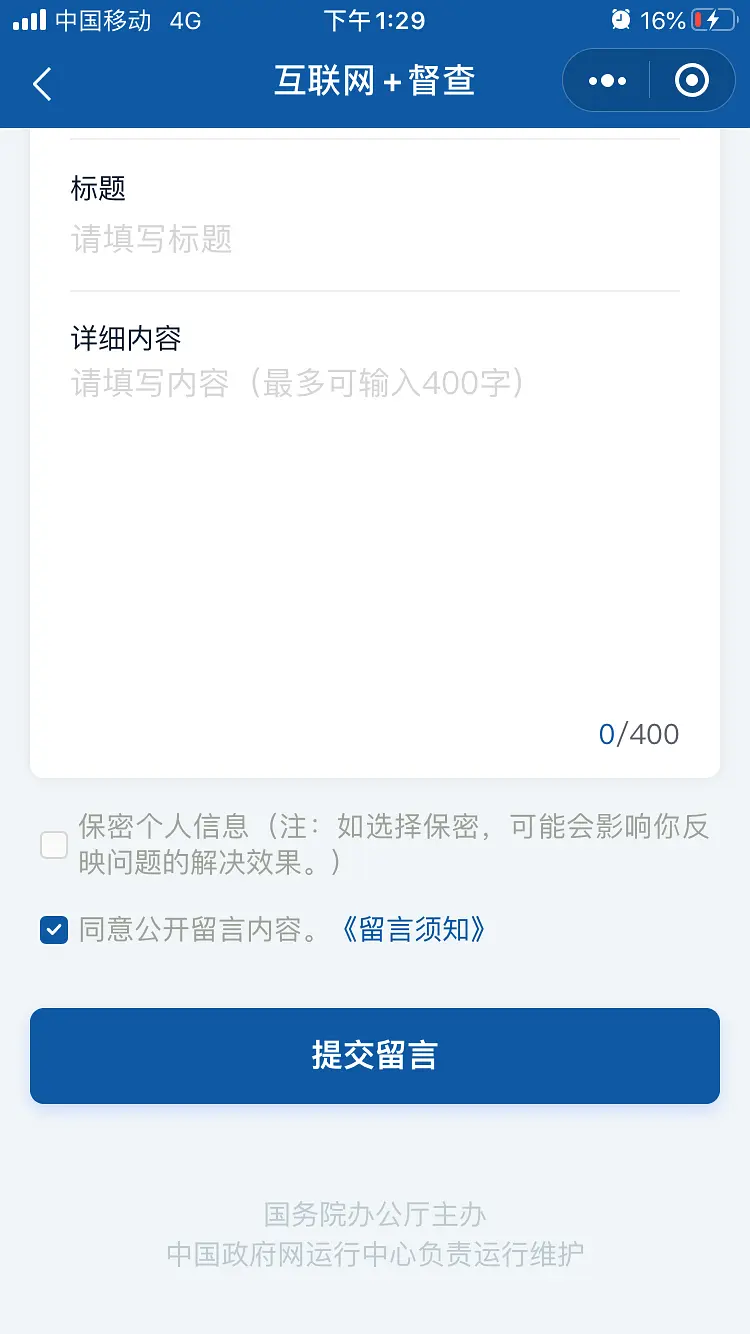 中国移动 4G 下午1:29 16%
互联网+督查
标题
请填写标题
详细内容
请填写内容（最多可输入400字）
0/400
保密个人信息（注：如选择保密，可能会影响你反
映问题的解决效果。）
同意公开留言内容。《留言须知》
提交留言
国务院办公厅主办
中国政府网运行中心负责运行维护